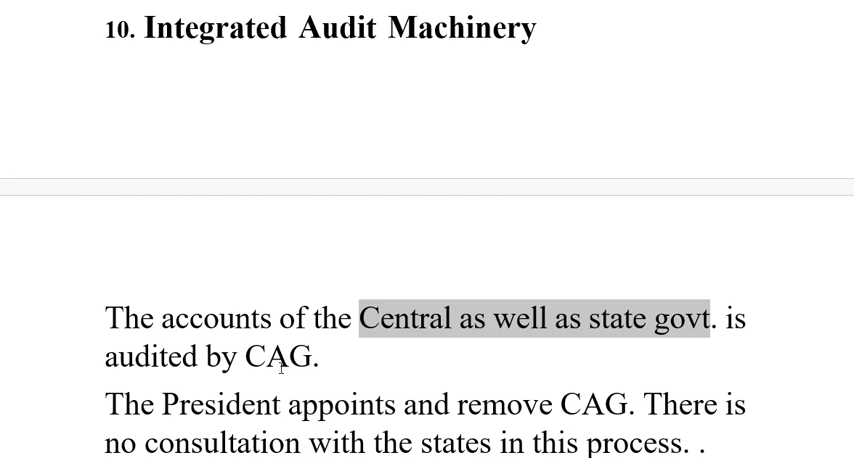 10. Integrated Audit Machinery
The accounts of the Central as well as state govt. is
audited by CAG.
The President appoints and remove CAG. There is
no consultation with the states in this process. .